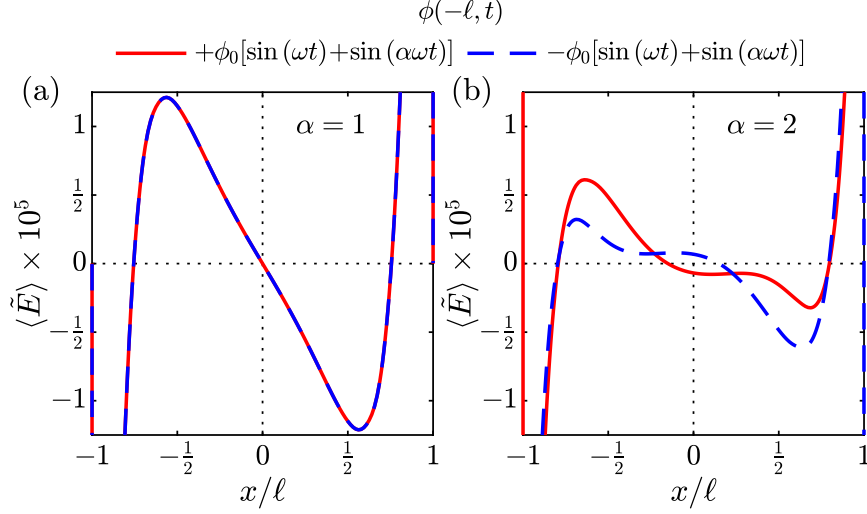 ϕ(−ℓ, t)
+ϕ₀[sin (ωt)+sin (αωt)] −ϕ₀[sin (ωt)+sin (αωt)]
(a) (b)
α = 1
α = 2
⟨Ẽ⟩ × 10⁵
1
1/2
0
−1/2
−1
−1 −1/2 0 1/2 1
x/ℓ
⟨Ẽ⟩ × 10⁵
1
1/2
0
−1/2
−1
−1 −1/2 0 1/2 1
x/ℓ